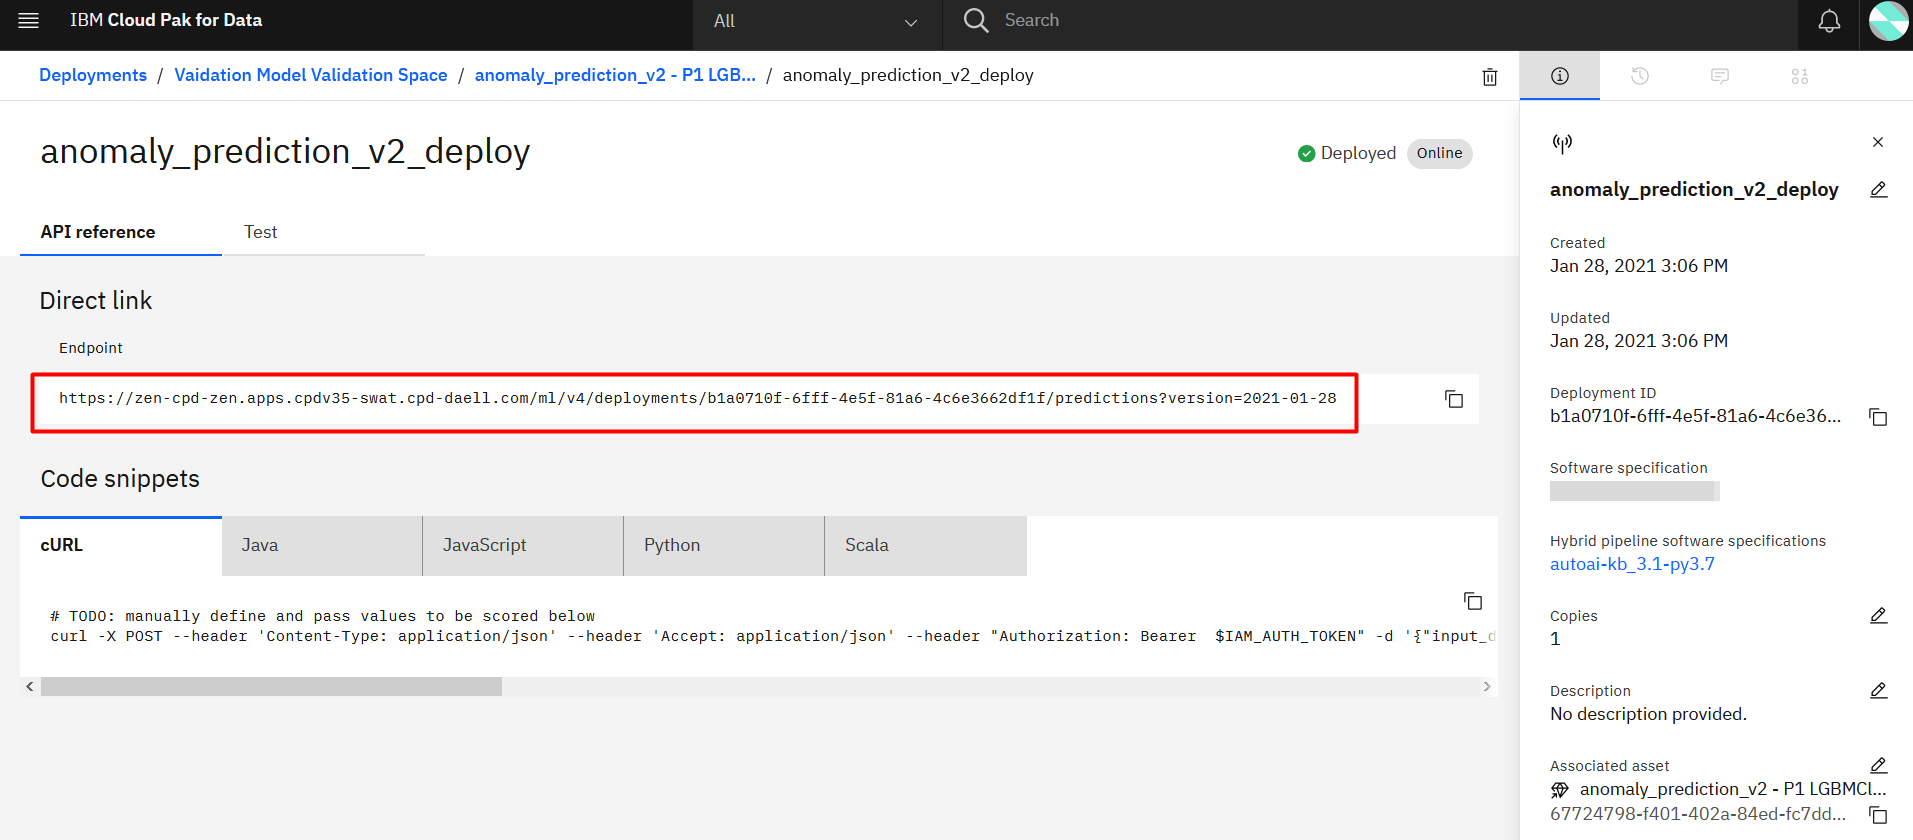 IBM Cloud Pak for Data
All
Search
Deployments / Vaidation Model Validation Space / anomaly_prediction_v2 - P1 LGB... / anomaly_prediction_v2_deploy
anomaly_prediction_v2_deploy
Deployed
Online
API reference
Test
Direct link
Endpoint
https://zen-cpd-zen.apps.cpdv35-swat.cpd-daell.com/ml/v4/deployments/b1a0710f-6fff-4e5f-81a6-4c6e3662df1f/predictions?version=2021-01-28
Code snippets
cURL
Java
JavaScript
Python
Scala
# TODO: manually define and pass values to be scored below
curl -X POST --header 'Content-Type: application/json' --header 'Accept: application/json' --header "Authorization: Bearer  $IAM_AUTH_TOKEN" -d '{"input_d
anomaly_prediction_v2_deploy
Created
Jan 28, 2021 3:06 PM
Updated
Jan 28, 2021 3:06 PM
Deployment ID
b1a0710f-6fff-4e5f-81a6-4c6e36...
Software specification
Hybrid pipeline software specifications
autoai-kb_3.1-py3.7
Copies
1
Description
No description provided.
Associated asset
anomaly_prediction_v2 - P1 LGBMCl...
67724798-f401-402a-84ed-fc7dd...